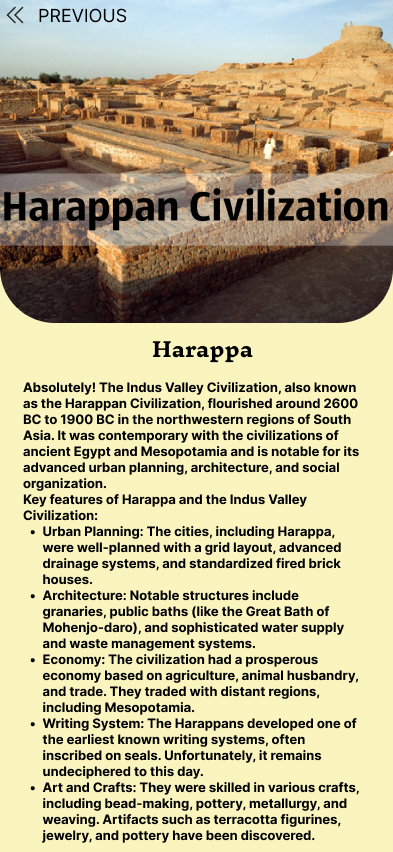 PREVIOUS
Harappan Civilization
Harappa
Absolutely! The Indus Valley Civilization, also known
as the Harappan Civilization, flourished around 2600
BC to 1900 BC in the northwestern regions of South
Asia. It was contemporary with the civilizations of
ancient Egypt and Mesopotamia and is notable for its
advanced urban planning, architecture, and social
organization.
Key features of Harappa and the Indus Valley
Civilization:
• Urban Planning: The cities, including Harappa,
were well-planned with a grid layout, advanced
drainage systems, and standardized fired brick
houses.
• Architecture: Notable structures include
granaries, public baths (like the Great Bath of
Mohenjo-daro), and sophisticated water supply
and waste management systems.
• Economy: The civilization had a prosperous
economy based on agriculture, animal husbandry,
and trade. They traded with distant regions,
including Mesopotamia.
• Writing System: The Harappans developed one of
the earliest known writing systems, often
inscribed on seals. Unfortunately, it remains
undeciphered to this day.
• Art and Crafts: They were skilled in various crafts,
including bead-making, pottery, metallurgy, and
weaving. Artifacts such as terracotta figurines,
jewelry, and pottery have been discovered.